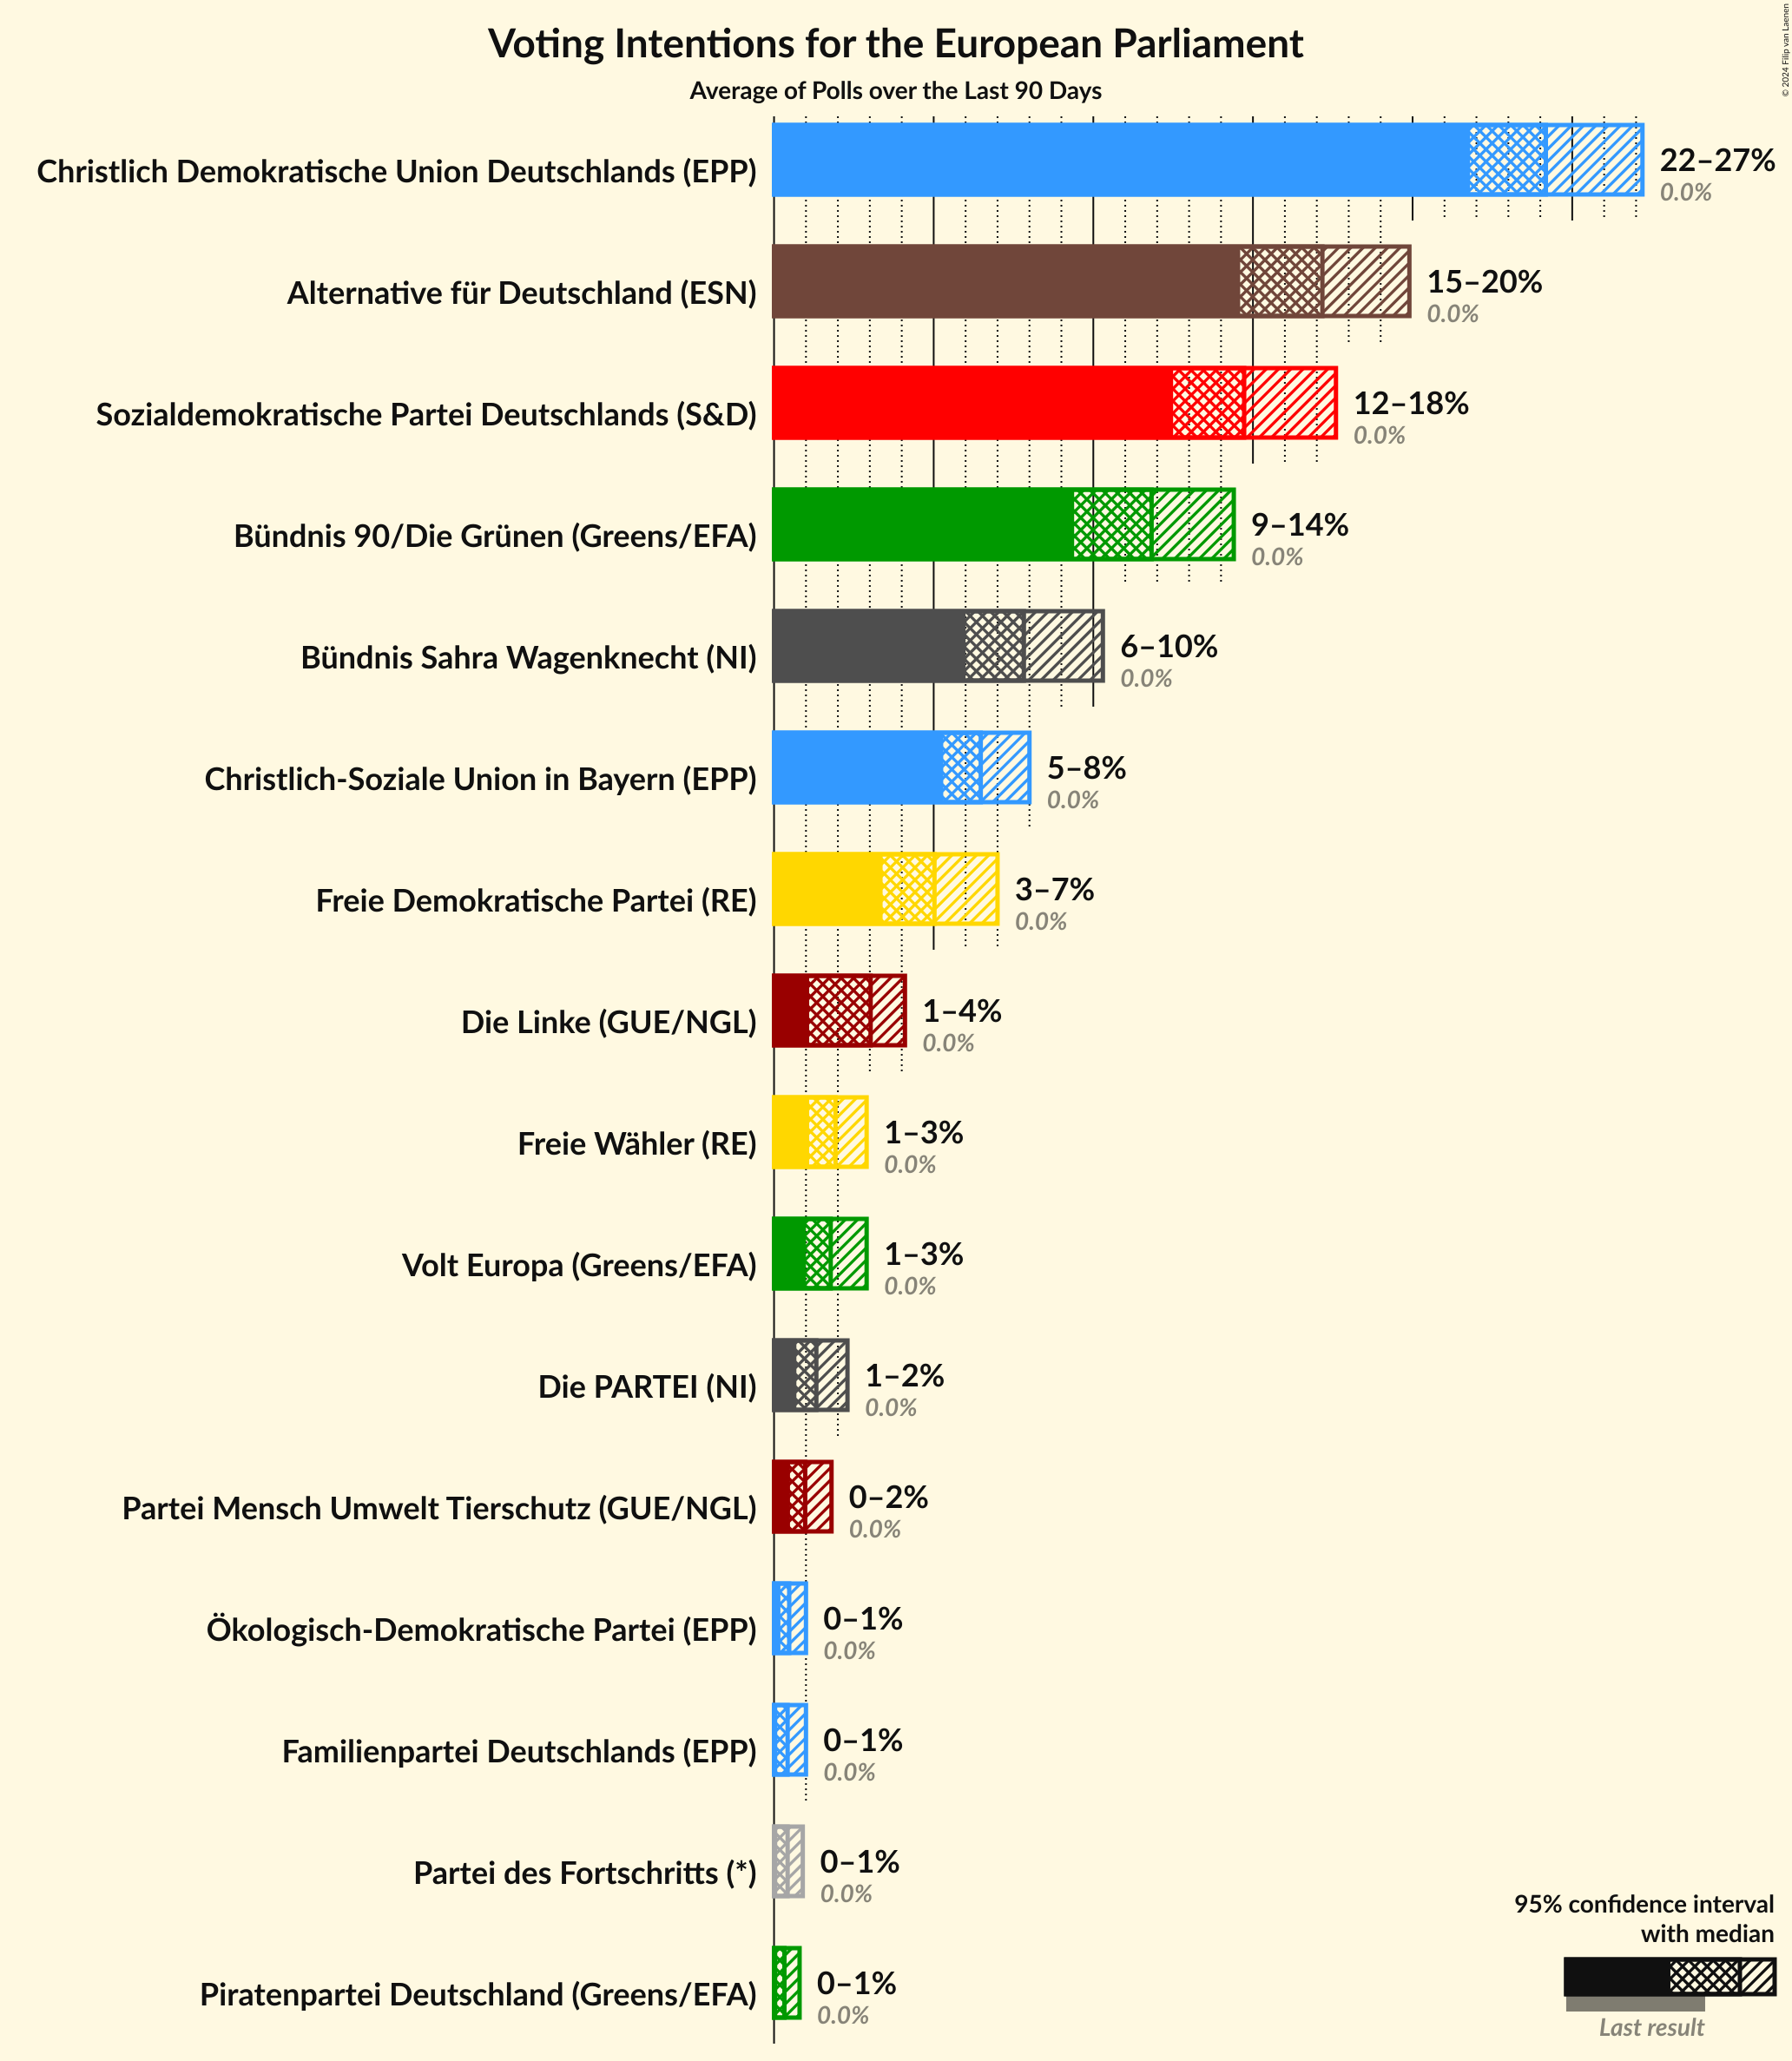 Voting Intentions for the European Parliament
Average of Polls over the Last 90 Days
© 2024 Filip van Laenen
Christlich Demokratische Union Deutschlands (EPP)
22–27%
0.0%
Alternative für Deutschland (ESN)
15–20%
0.0%
Sozialdemokratische Partei Deutschlands (S&D)
12–18%
0.0%
Bündnis 90/Die Grünen (Greens/EFA)
9–14%
0.0%
Bündnis Sahra Wagenknecht (NI)
6–10%
0.0%
Christlich-Soziale Union in Bayern (EPP)
5–8%
0.0%
Freie Demokratische Partei (RE)
3–7%
0.0%
Die Linke (GUE/NGL)
1–4%
0.0%
Freie Wähler (RE)
1–3%
0.0%
Volt Europa (Greens/EFA)
1–3%
0.0%
Die PARTEI (NI)
1–2%
0.0%
Partei Mensch Umwelt Tierschutz (GUE/NGL)
0–2%
0.0%
Ökologisch-Demokratische Partei (EPP)
0–1%
0.0%
Familienpartei Deutschlands (EPP)
0–1%
0.0%
Partei des Fortschritts (*)
0–1%
0.0%
Piratenpartei Deutschland (Greens/EFA)
0–1%
0.0%
95% confidence interval
with median
Last result